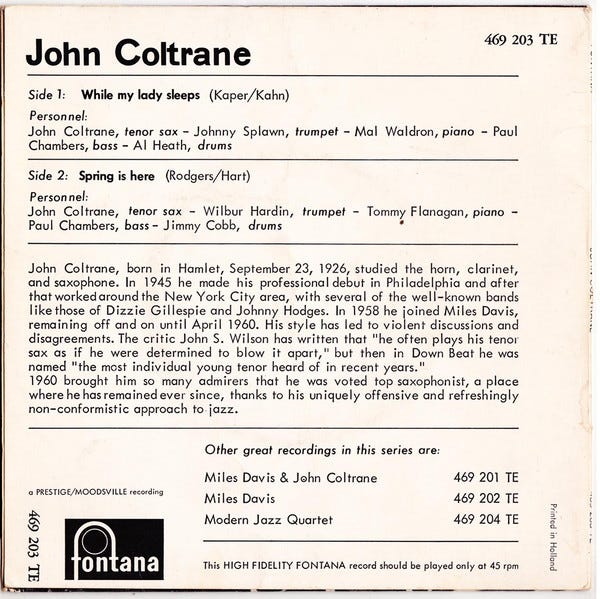 John Coltrane
469 203 TE
Side 1: While my lady sleeps (Kaper/Kahn)
Personnel:
John Coltrane, tenor sax – Johnny Splawn, trumpet – Mal Waldron, piano – Paul
Chambers, bass – Al Heath, drums
Side 2: Spring is here (Rodgers/Hart)
Personnel:
John Coltrane, tenor sax – Wilbur Hardin, trumpet – Tommy Flanagan, piano –
Paul Chambers, bass – Jimmy Cobb, drums
John Coltrane, born in Hamlet, September 23, 1926, studied the horn, clarinet,
and saxophone. In 1945 he made his professional debut in Philadelphia and after
that worked around the New York City area, with several of the well-known bands
like those of Dizzie Gillespie and Johnny Hodges. In 1958 he joined Miles Davis,
remaining off and on until April 1960. His style has led to violent discussions and
disagreements. The critic John S. Wilson has written that "he often plays his tenor
sax as if he were determined to blow it apart," but then in Down Beat he was
named "the most individual young tenor heard of in recent years."
1960 brought him so many admirers that he was voted top saxophonist, a place
where he has remained ever since, thanks to his uniquely offensive and refreshingly
non-conformistic approach to jazz.
Other great recordings in this series are:
Miles Davis & John Coltrane 469 201 TE
Miles Davis 469 202 TE
Modern Jazz Quartet 469 204 TE
a PRESTIGE/MOODSVILLE recording
469 203 TE
fontana
This HIGH FIDELITY FONTANA record should be played only at 45 rpm
Printed in Holland